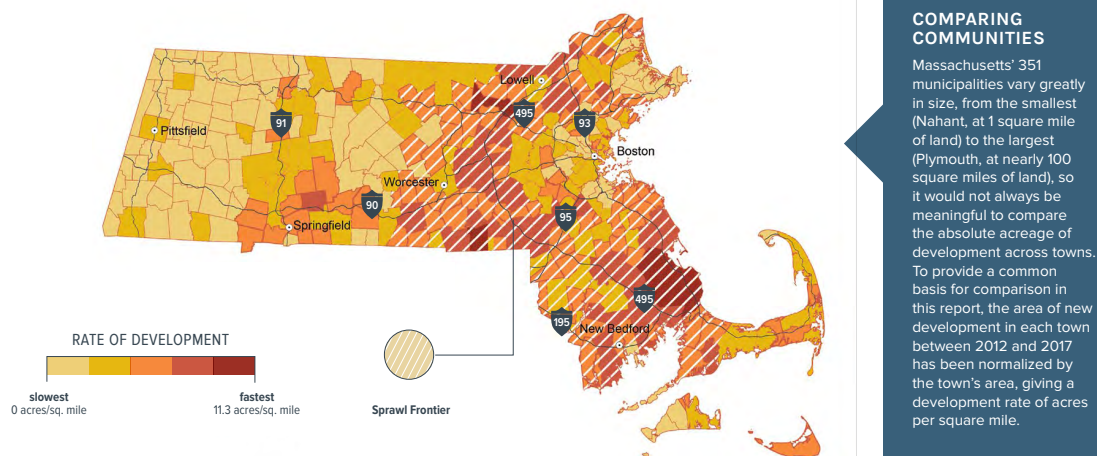 Lowell
495
91
93
Pittsfield
Boston
Worcester
90
95
Springfield
495
195
New Bedford
RATE OF DEVELOPMENT
slowest
0 acres/sq. mile
fastest
11.3 acres/sq. mile
Sprawl Frontier
COMPARING
COMMUNITIES
Massachusetts’ 351
municipalities vary greatly
in size, from the smallest
(Nahant, at 1 square mile
of land) to the largest
(Plymouth, at nearly 100
square miles of land), so
it would not always be
meaningful to compare
the absolute acreage of
development across towns.
To provide a common
basis for comparison in
this report, the area of new
development in each town
between 2012 and 2017
has been normalized by
the town’s area, giving a
development rate of acres
per square mile.